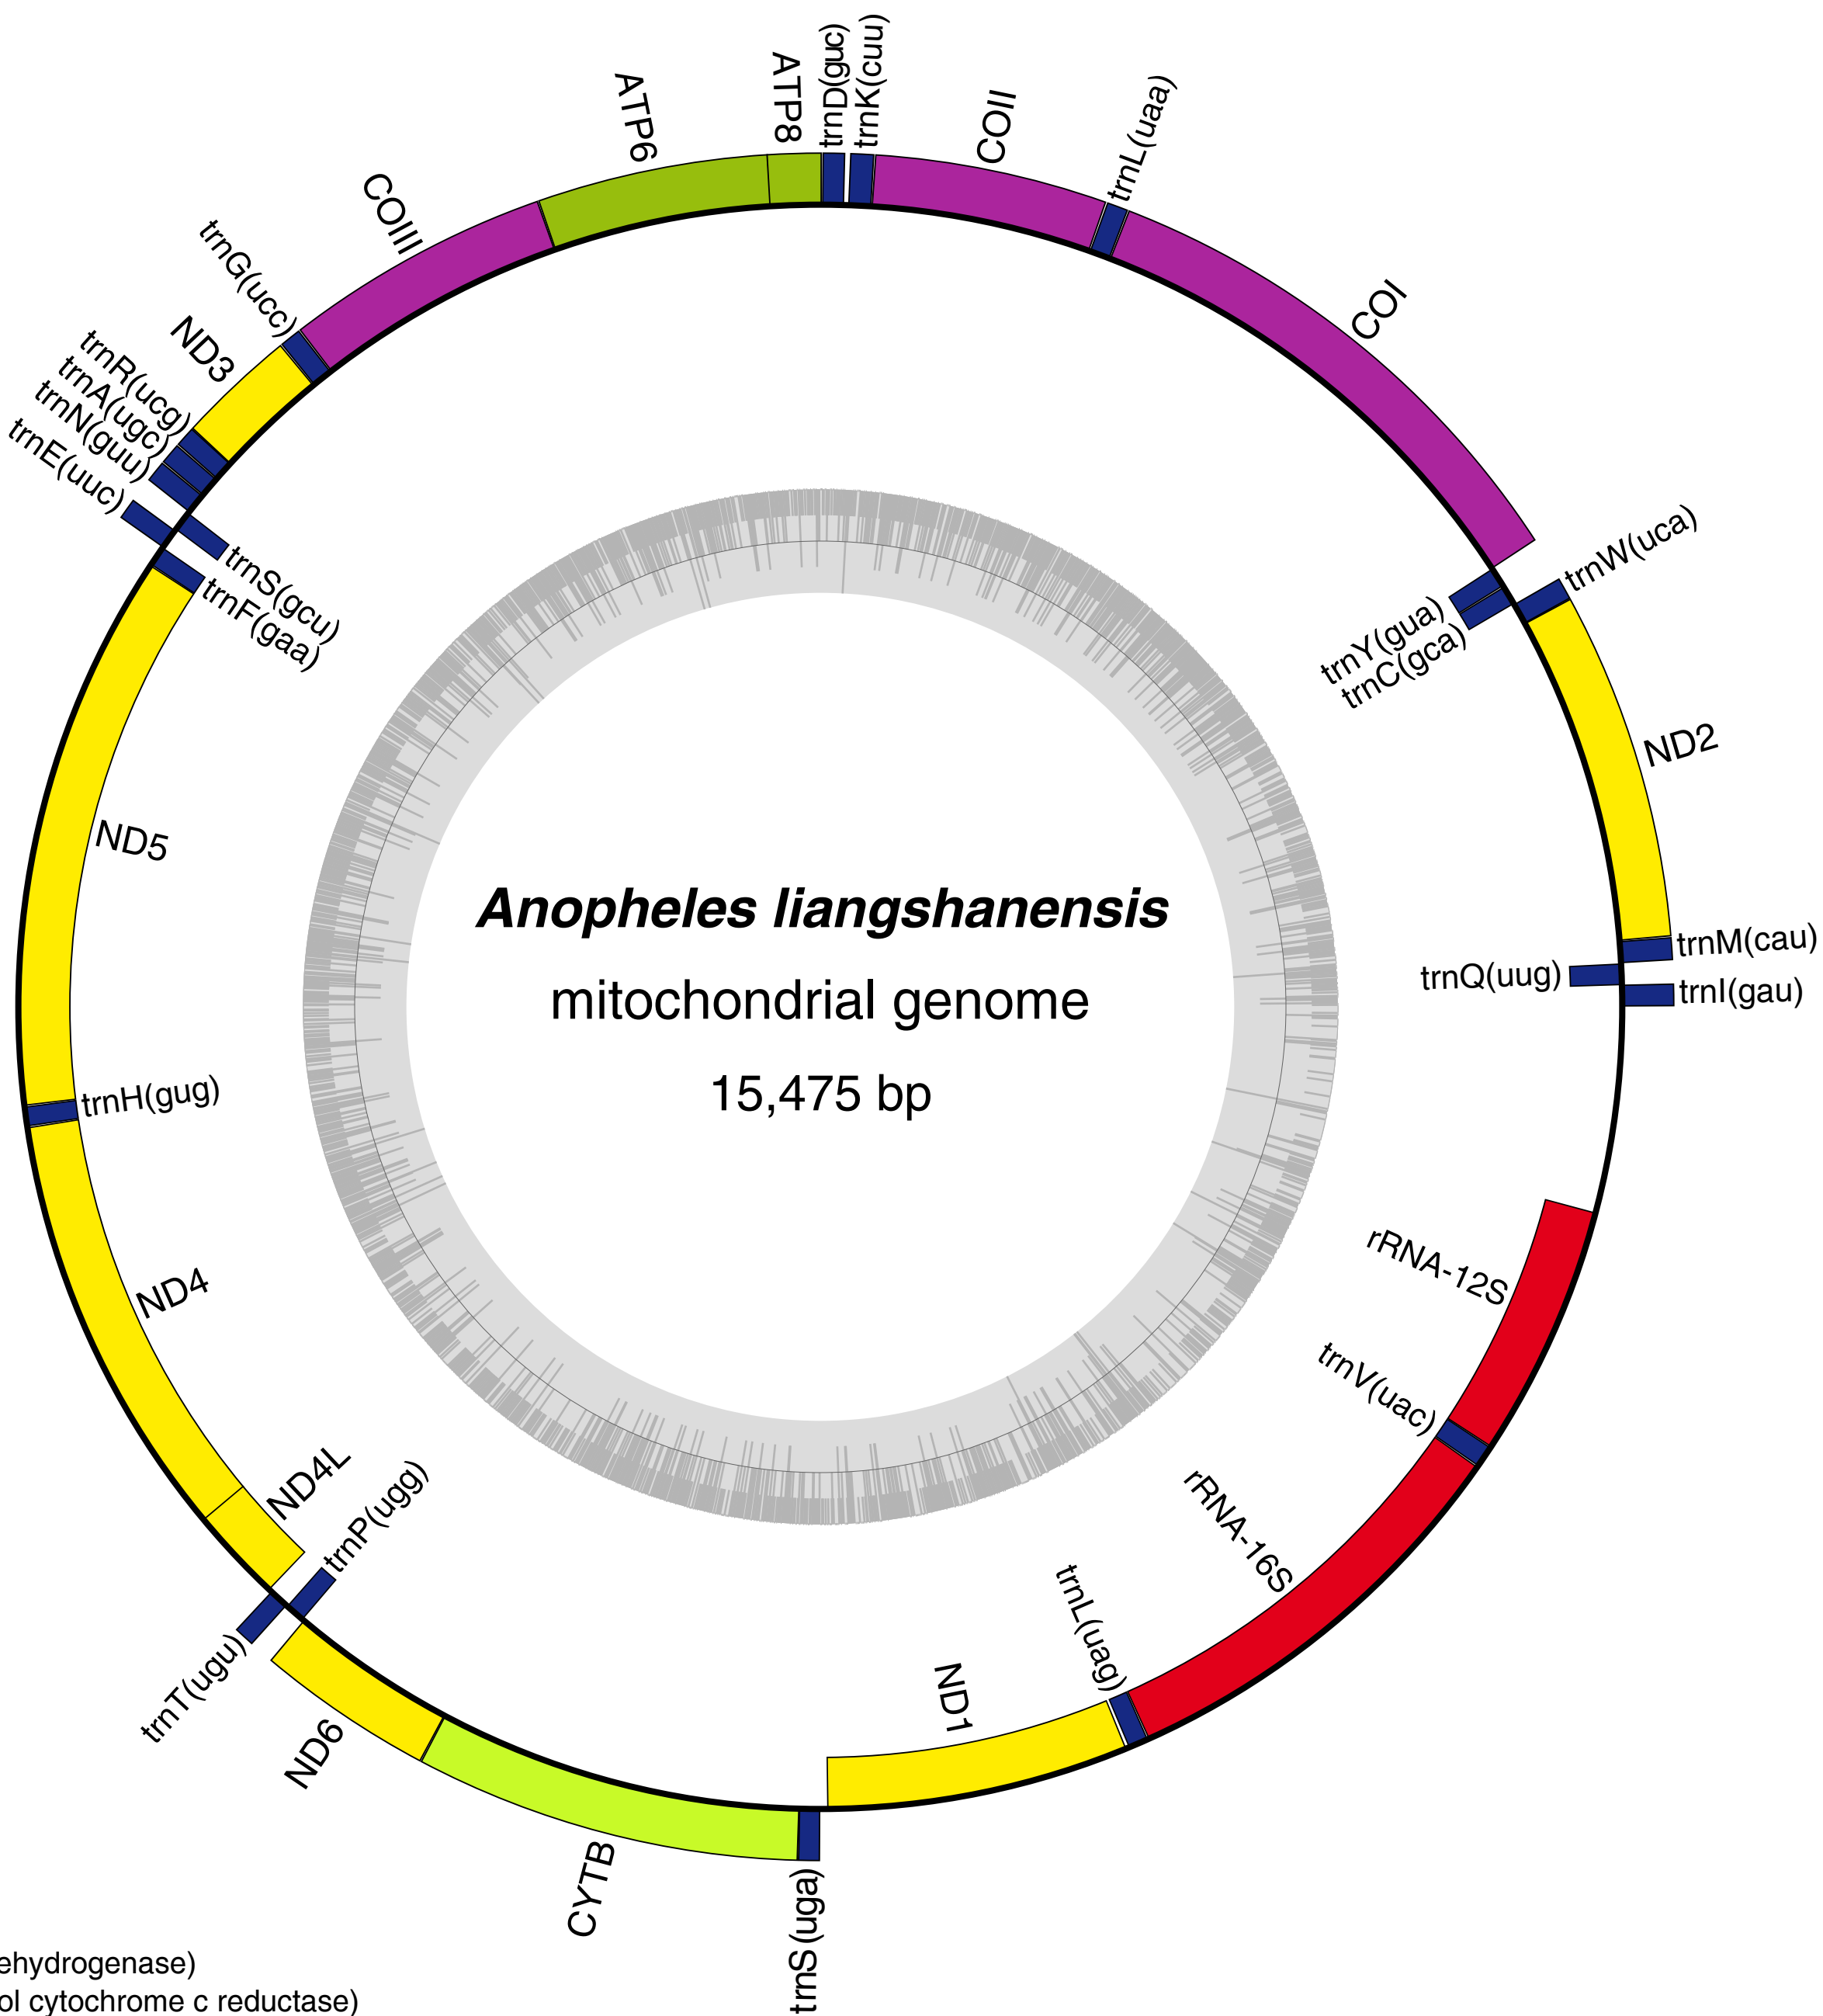 trnD(guc)
trnK(cuu)
COII
trnL(uaa)
COI
trnW(uca)
trnY(gua)
trnC(gca)
ND2
trnM(cau)
trnQ(uug)
trnI(gau)
rRNA-12S
trnV(uac)
rRNA-16S
trnL(uag)
ND1
trnS(uga)
CYTB
ND6
trnT(ugu)
trnP(ugg)
ND4L
ND4
trnH(gug)
ND5
trnF(gaa)
trnS(gcu)
trnE(uuc)
trnN(guu)
trnA(ugc)
trnR(ucg)
ND3
trnG(ucc)
COIII
ATP6
ATP8
Anopheles liangshanensis
mitochondrial genome
15,475 bp
ehydrogenase)
ol cytochrome c reductase)